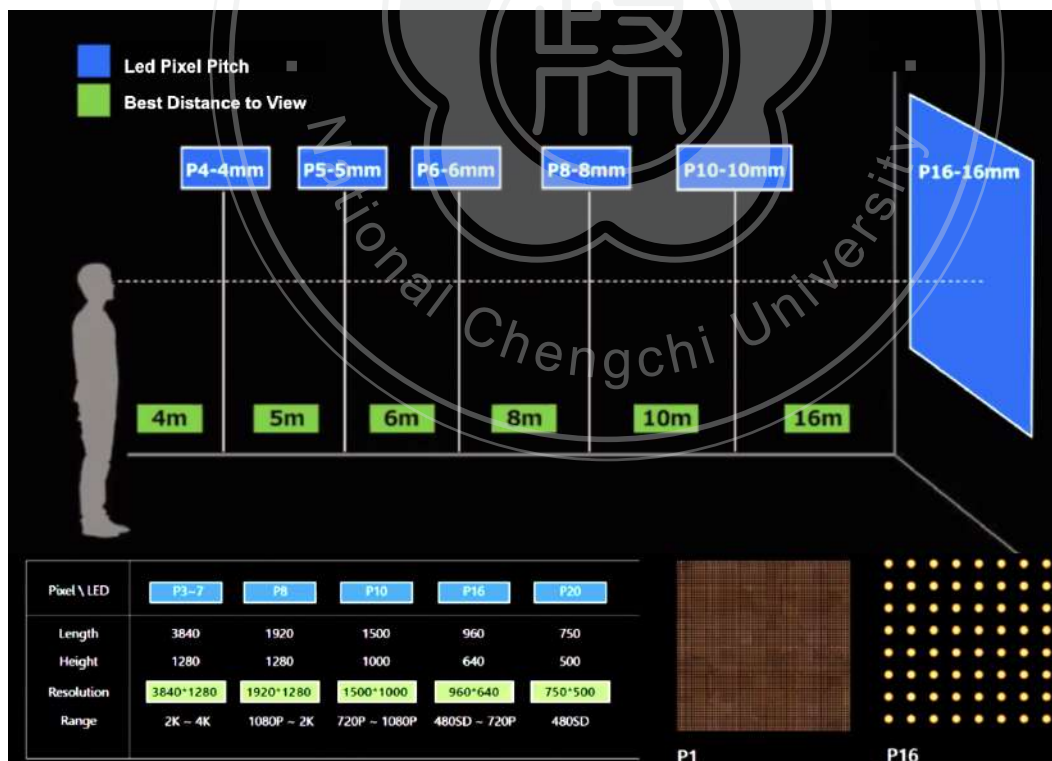 Led Pixel Pitch
Best Distance to View
政
National Chengchi University
P4-4mm P5-5mm P6-6mm P8-8mm P10-10mm P16-16mm
4m 5m 6m 8m 10m 16m
Pixel \ LED P3~7 P8 P10 P16 P20
Length 3840 1920 1500 960 750
Height 1280 1280 1000 640 500
Resolution 3840*1280 1920*1280 1500*1000 960*640 750*500
Range 2K ~ 4K 1080P ~ 2K 720P ~ 1080P 480SD ~ 720P 480SD
P1 P16